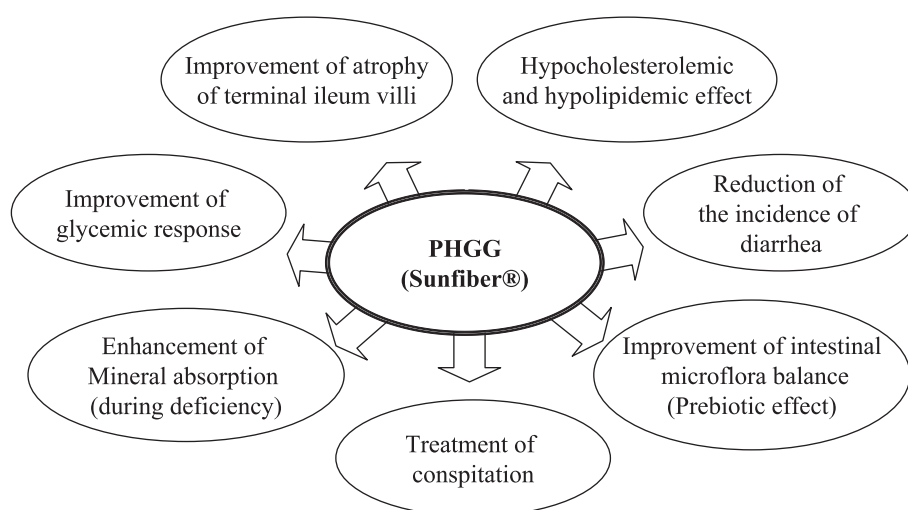 Improvement of atrophy
of terminal ileum villi
Hypocholesterolemic
and hypolipidemic effect
Improvement of
glycemic response
PHGG
(Sunfiber®)
Reduction of
the incidence of
diarrhea
Enhancement of
Mineral absorption
(during deficiency)
Improvement of intestinal
microflora balance
(Prebiotic effect)
Treatment of
conspitation